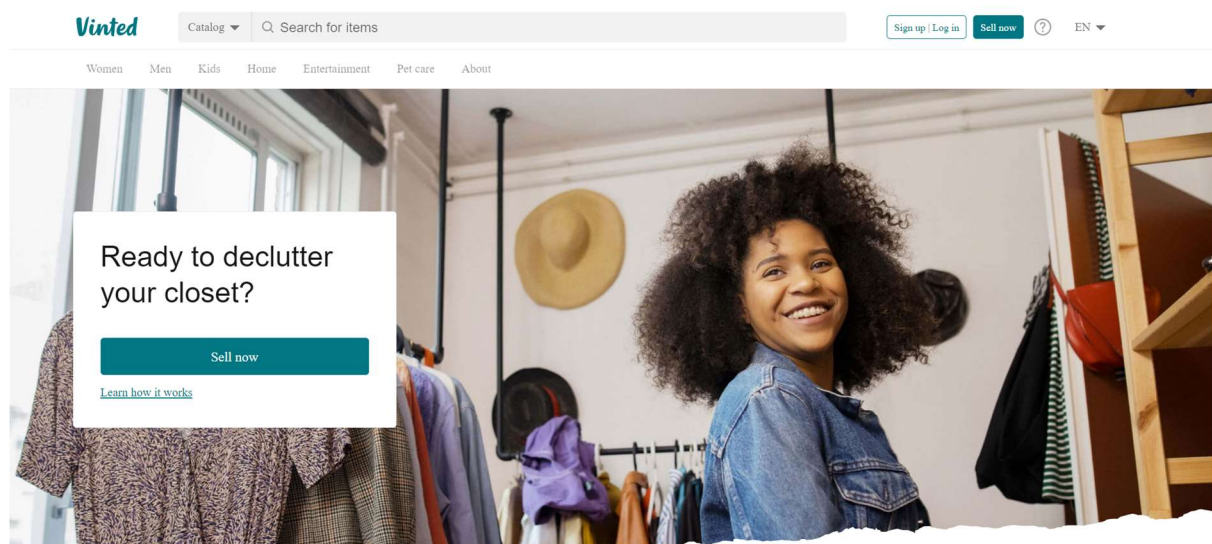 Vinted
Catalog
Search for items
Sign up | Log in
Sell now
?
EN
Women Men Kids Home Entertainment Pet care About
Ready to declutter
your closet?
Sell now
Learn how it works